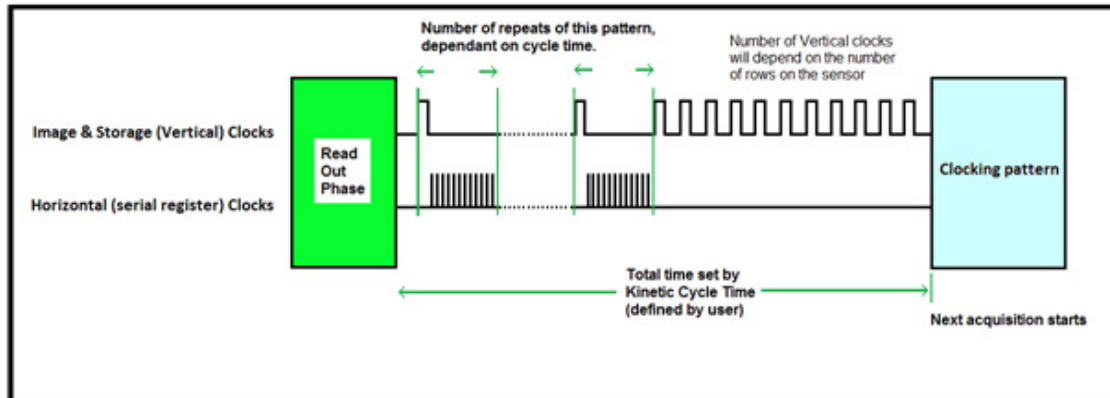 Number of repeats of this pattern,
dependant on cycle time.
Number of Vertical clocks
will depend on the number
of rows on the sensor
Image & Storage (Vertical) Clocks
Read
Out
Phase
Clocking pattern
Horizontal (serial register) Clocks
Total time set by
Kinetic Cycle Time
(defined by user)
Next acquisition starts